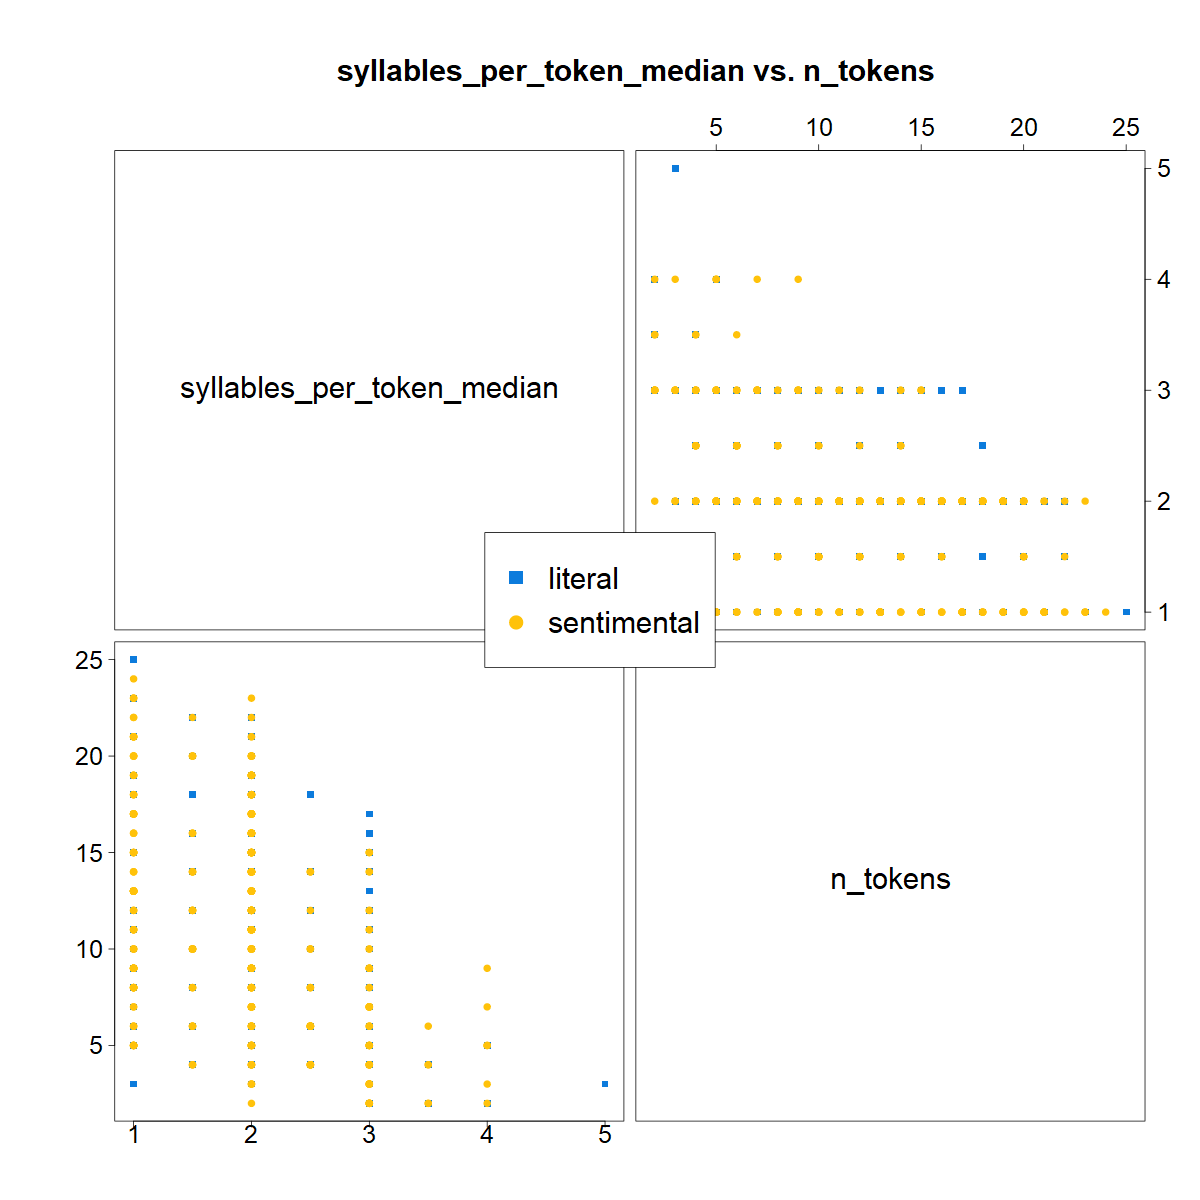 syllables_per_token_median vs. n_tokens
5 10 15 20 25
5
4
syllables_per_token_median
3
2
literal
1
sentimental
25
20
15
n_tokens
10
5
1 2 3 4 5